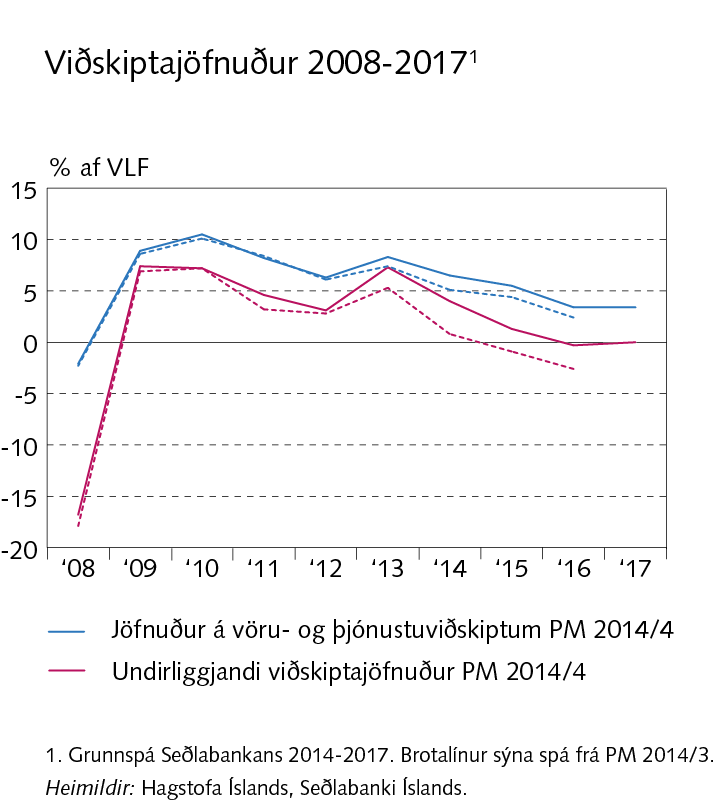 Viðskiptajöfnuður 2008-2017¹
% af VLF
15
10
5
0
-5
-10
-15
-20
‘08 ‘09 ‘10 ‘11 ‘12 ‘13 ‘14 ‘15 ‘16 ‘17
Jöfnuður á vöru- og þjónustuviðskiptum PM 2014/4
Undirliggjandi viðskiptajöfnuður PM 2014/4
1. Grunnspá Seðlabankans 2014-2017. Brotalínur sýna spá frá PM 2014/3.
Heimildir: Hagstofa Íslands, Seðlabanki Íslands.